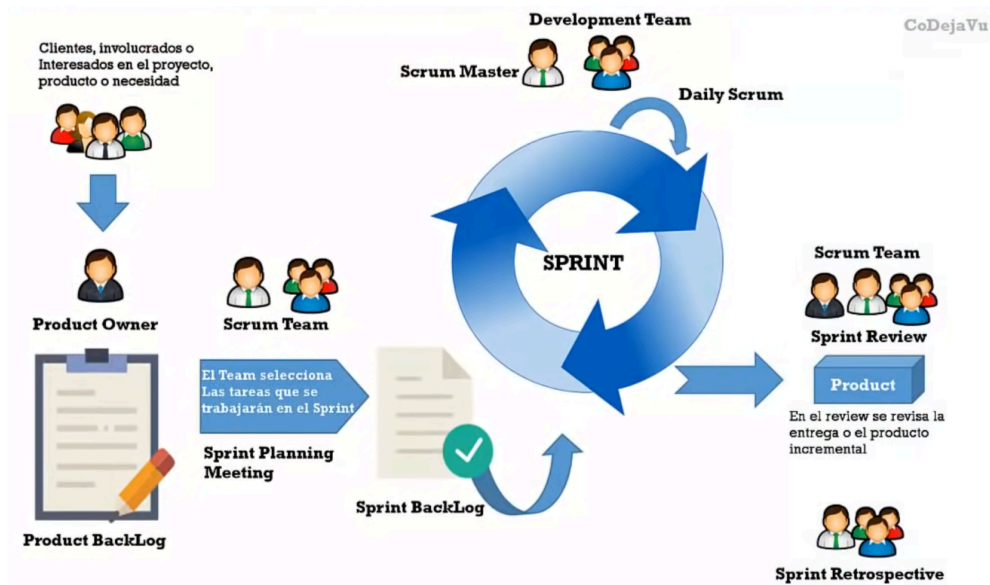 CoDejaVu
Clientes, involucrados o
Interesados en el proyecto,
producto o necesidad
Development Team
Scrum Master
Daily Scrum
SPRINT
Product Owner
Scrum Team
El Team selecciona
Las tareas que se
trabajarán en el Sprint
Sprint Planning
Meeting
Product BackLog
Sprint BackLog
Scrum Team
Sprint Review
Product
En el review se revisa la
entrega o el producto
incremental
Sprint Retrospective